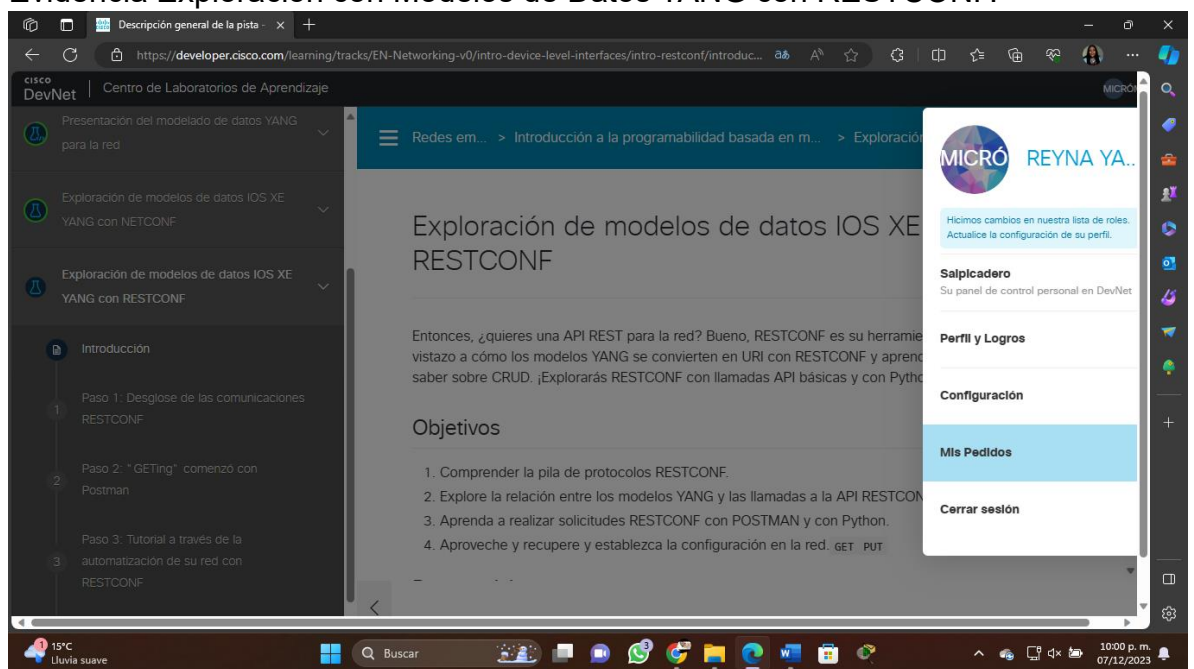 Evidencia Exploración con Modelos de Datos YANG con RESTCONF.
Descripción general de la pista -
https://developer.cisco.com/learning/tracks/EN-Networking-v0/intro-device-level-interfaces/intro-restconf/introduc...
CISCO
DevNet
Centro de Laboratorios de Aprendizaje
MICRÓ
Presentación del modelado de datos YANG
para la red
Exploración de modelos de datos IOS XE
YANG con NETCONF
Exploración de modelos de datos IOS XE
YANG con RESTCONF
Introducción
1
Paso 1: Desglose de las comunicaciones
RESTCONF
2
Paso 2: "GETing" comenzó con
Postman
3
Paso 3: Tutorial a través de la
automatización de su red con
RESTCONF
Redes em... > Introducción a la programabilidad basada en m... > Exploración
Exploración de modelos de datos IOS XE
RESTCONF
Entonces, ¿quieres una API REST para la red? Bueno, RESTCONF es su herramie
vistazo a cómo los modelos YANG se convierten en URI con RESTCONF y aprend
saber sobre CRUD. ¡Explorarás RESTCONF con llamadas API básicas y con Pytho
Objetivos
1. Comprender la pila de protocolos RESTCONF.
2. Explore la relación entre los modelos YANG y las llamadas a la API RESTCON
3. Aprenda a realizar solicitudes RESTCONF con POSTMAN y con Python.
4. Aproveche y recupere y establezca la configuración en la red. GET PUT
MICRÓ
REYNA YA..
Hicimos cambios en nuestra lista de roles.
Actualice la configuración de su perfil.
Salpicadero
Su panel de control personal en DevNet
Perfil y Logros
Configuración
Mis Pedidos
Cerrar sesión
1
15°C
Lluvia suave
Buscar
10:00 p. m.
07/12/2023